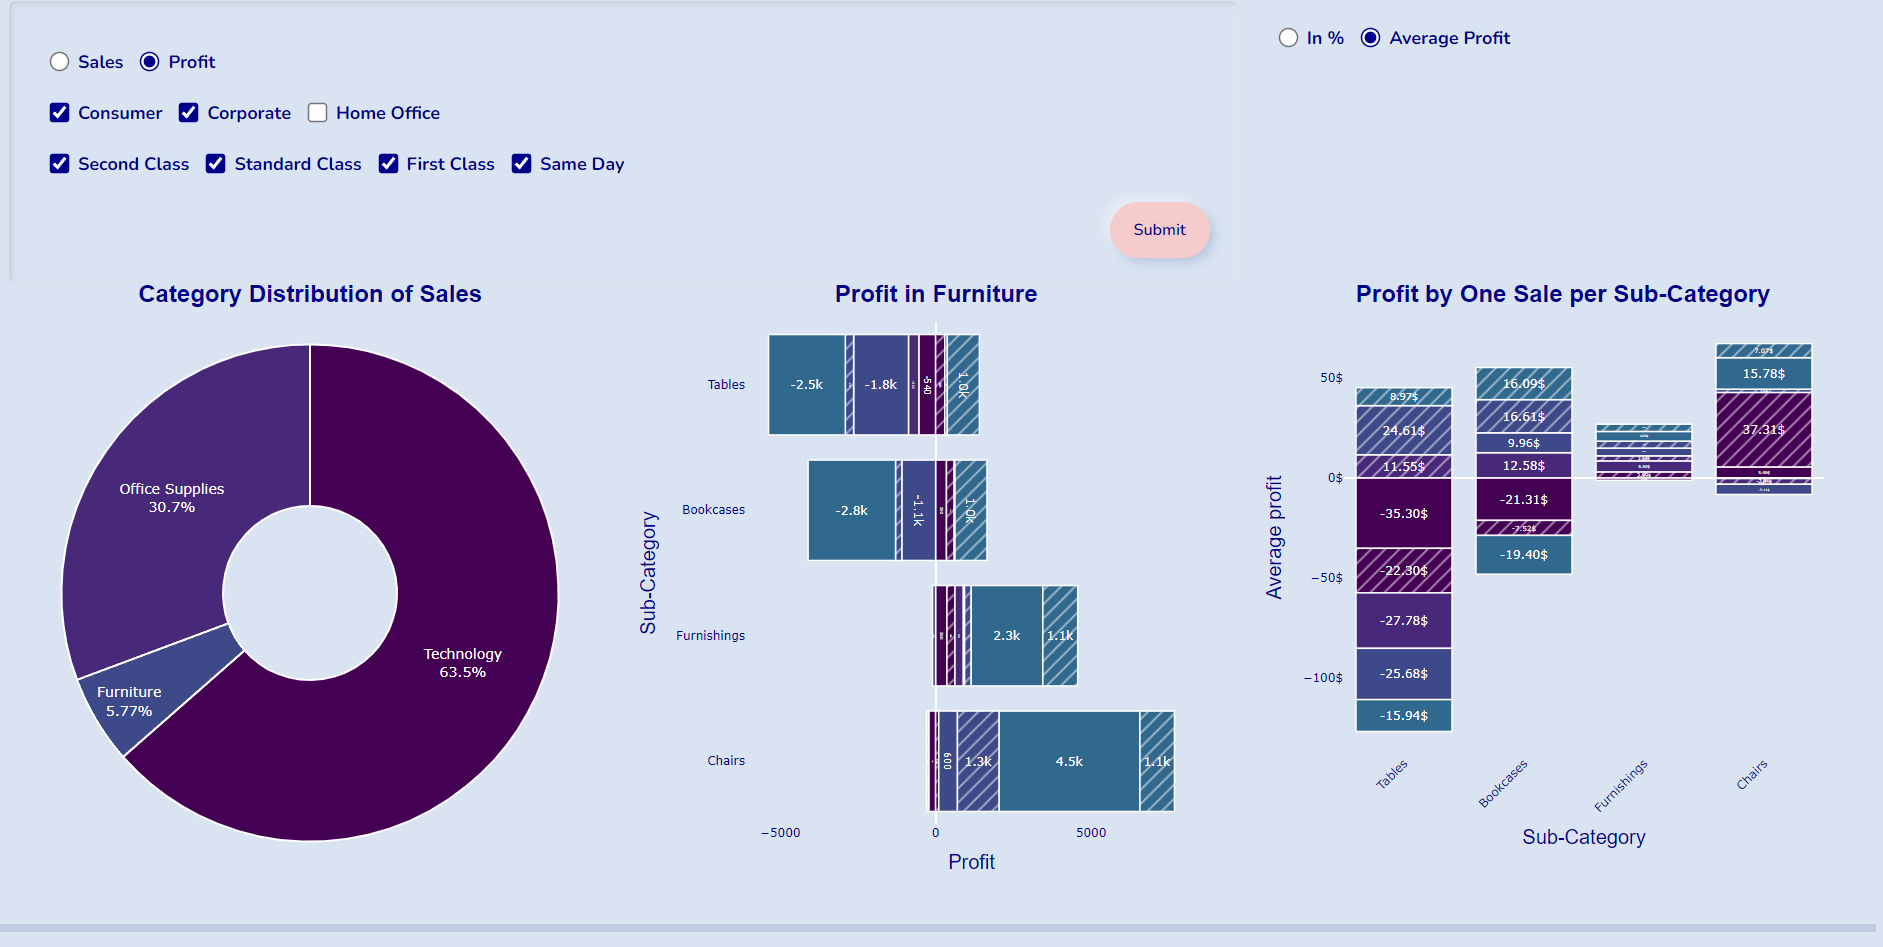 Sales Profit
Consumer Corporate Home Office
Second Class Standard Class First Class Same Day
Submit
In % Average Profit
Category Distribution of Sales
Office Supplies
30.7%
Furniture
5.77%
Technology
63.5%
Profit in Furniture
Sub-Category
Tables
-2.5k
-1.8k
-540
1.0k
Bookcases
-2.8k
-1.1k
1.0k
Furnishings
2.3k
1.1k
Chairs
600
1.3k
4.5k
1.1k
−5000 0 5000
Profit
Profit by One Sale per Sub-Category
Average profit
50$
0$
−50$
−100$
8.97$
24.61$
11.55$
-35.30$
-22.30$
-27.78$
-25.68$
-15.94$
16.09$
16.61$
9.96$
12.58$
-21.31$
-7.52$
-19.40$
7.07$
15.78$
37.31$
Tables
Bookcases
Furnishings
Chairs
Sub-Category